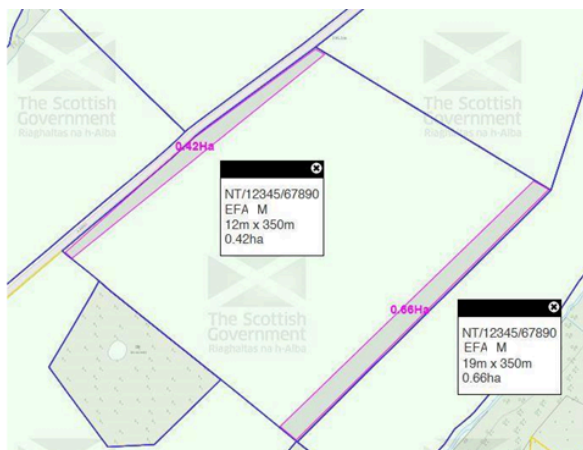 The Scottish
Government
Riaghaltas na h-Alba
The Scottish
Government
Riaghaltas na h-Alba
0.42Ha
NT/12345/67890
EFA M
12m x 350m
0.42ha
The Scottish
Government
Riaghaltas na h-Alba
0.66Ha
NT/12345/67890
EFA M
19m x 350m
0.66ha